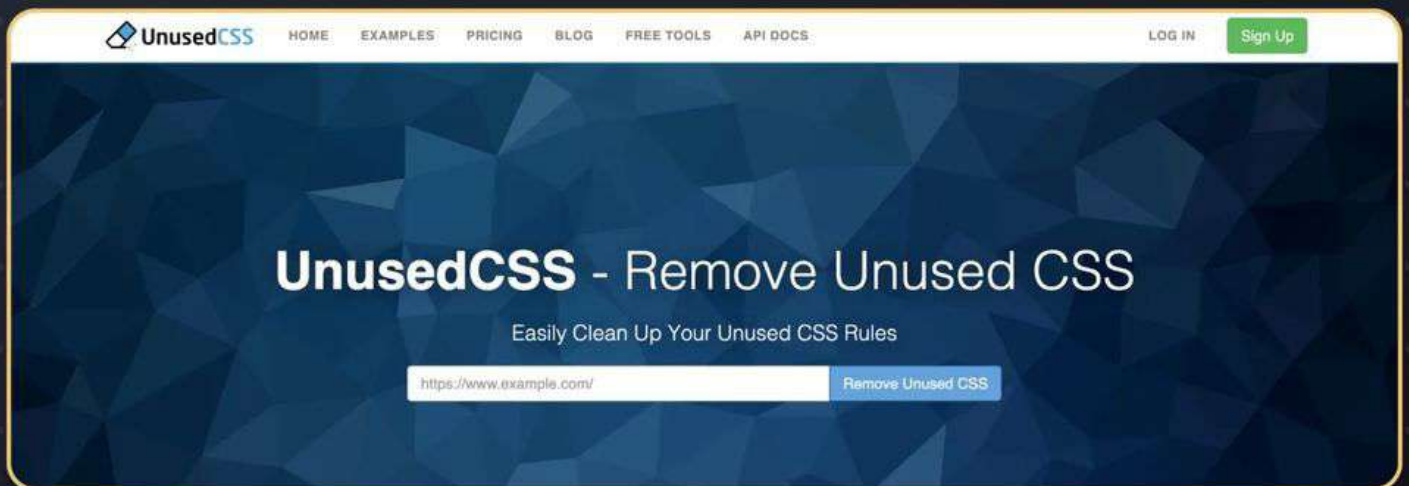 UnusedCSS HOME EXAMPLES PRICING BLOG FREE TOOLS API DOCS LOG IN Sign Up
UnusedCSS - Remove Unused CSS
Easily Clean Up Your Unused CSS Rules
https://www.example.com/ Remove Unused CSS